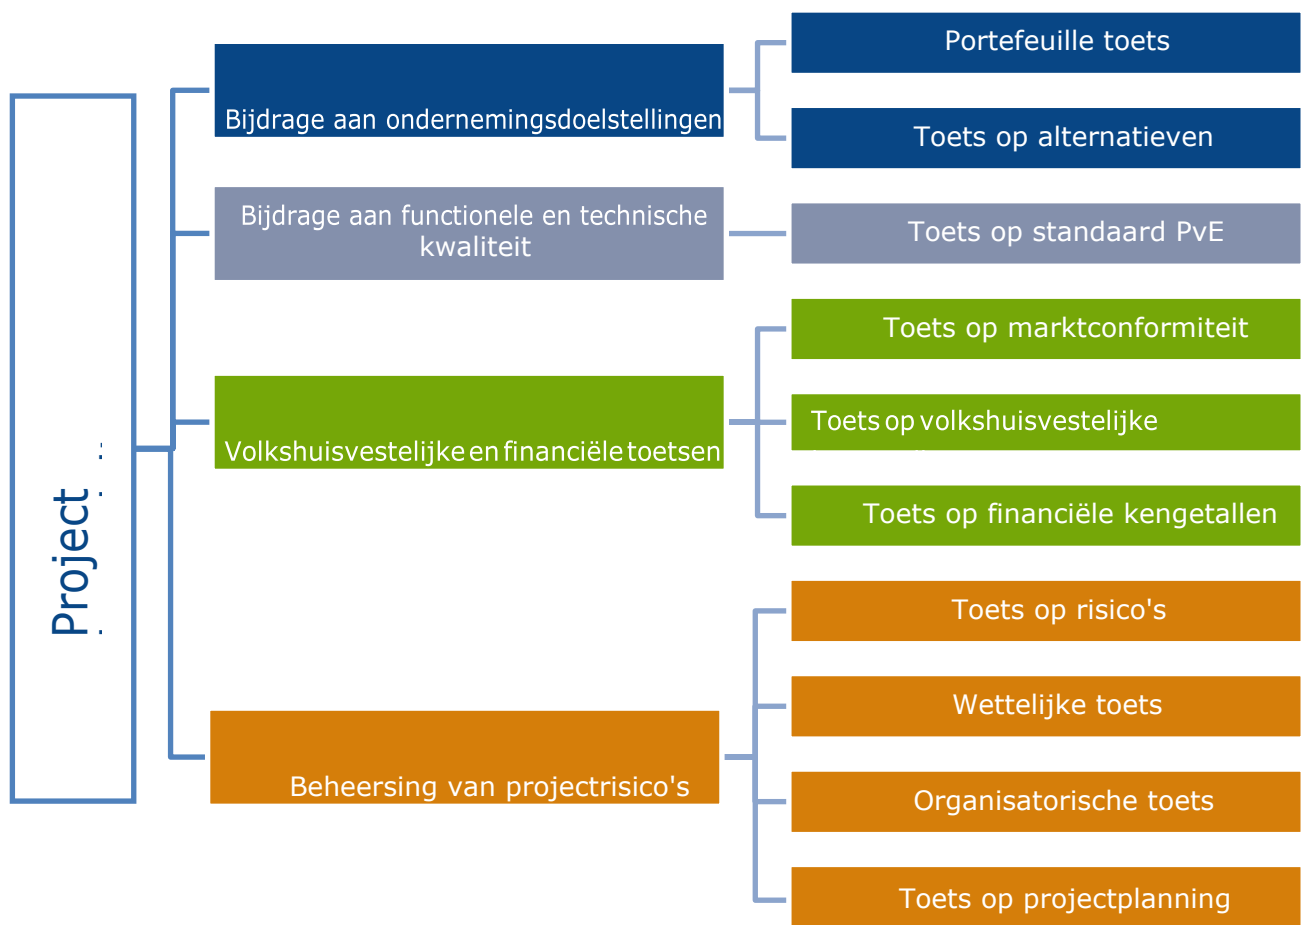 Project
Bijdrage aan ondernemingsdoelstellingen
Portefeuille toets
Toets op alternatieven
Bijdrage aan functionele en technische
kwaliteit
Toets op standaard PvE
Volkshuisvestelijke en financiële toetsen
Toets op marktconformiteit
Toets op volkshuisvestelijke
Toets op financiële kengetallen
Beheersing van projectrisico's
Toets op risico's
Wettelijke toets
Organisatorische toets
Toets op projectplanning